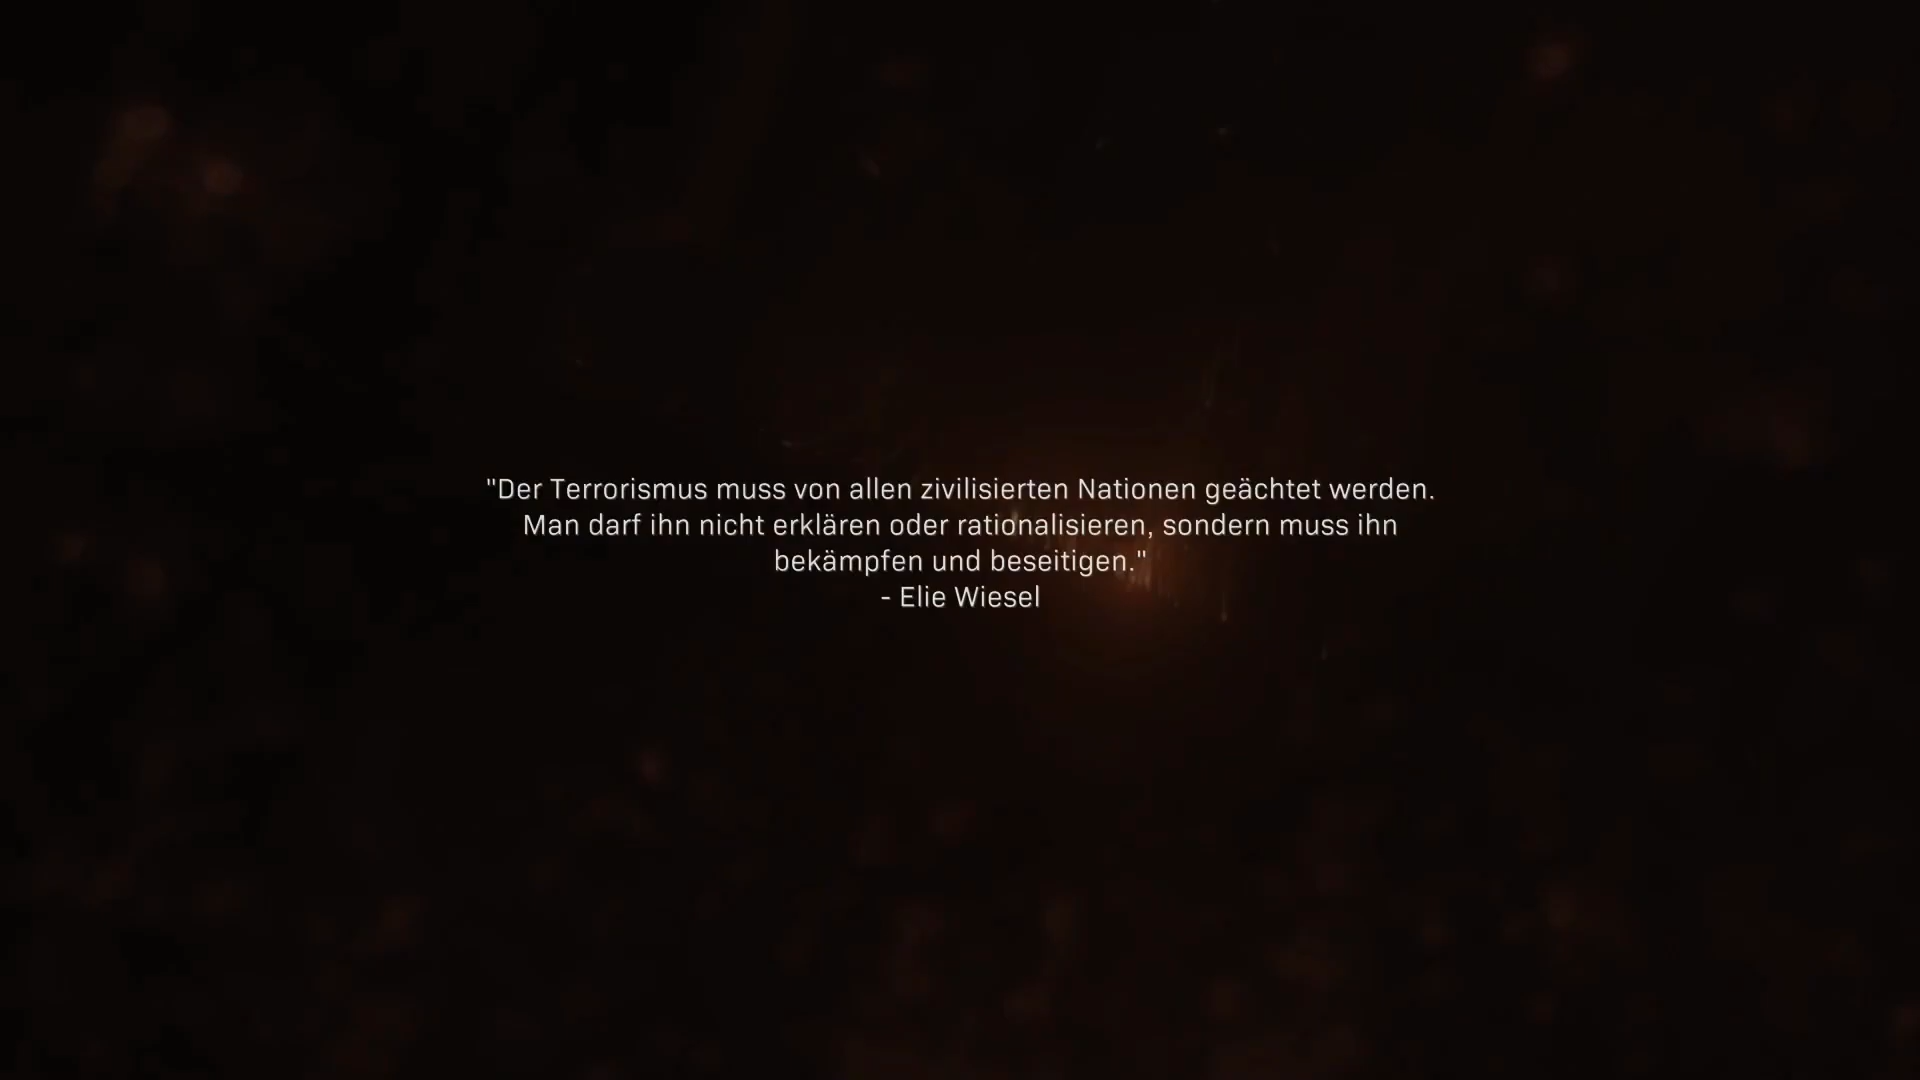 "Der Terrorismus muss von allen zivilisierten Nationen geächtet werden.
Man darf ihn nicht erklären oder rationalisieren, sondern muss ihn
bekämpfen und beseitigen."
- Elie Wiesel